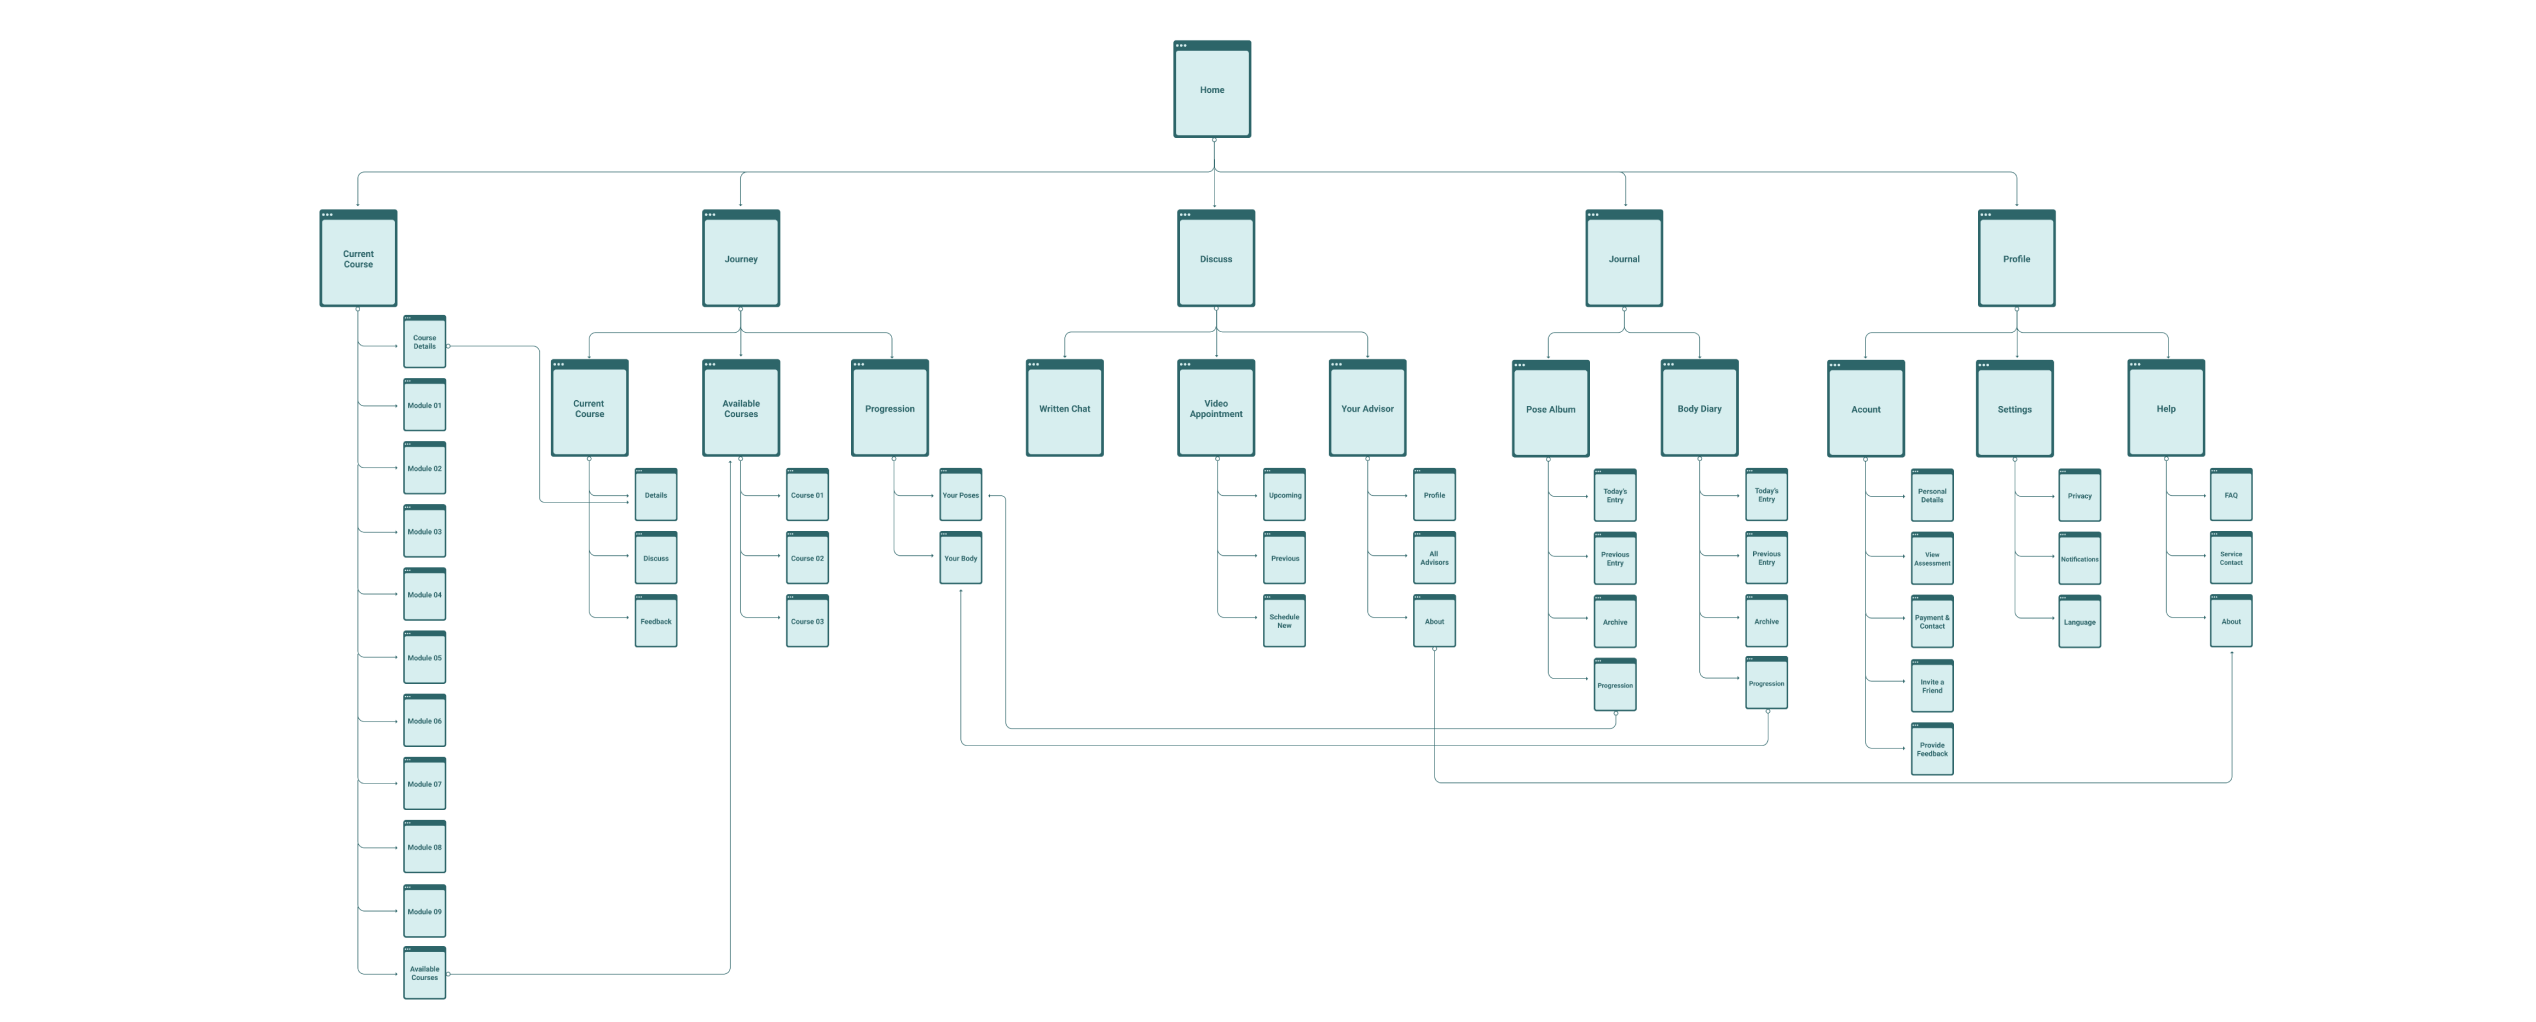 Home
Current
Course
Journey
Discuss
Journal
Profile
Course
Details
Module 01
Module 02
Module 03
Module 04
Module 05
Module 06
Module 07
Module 08
Module 09
Available
Courses
Current
Course
Details
Discuss
Feedback
Available
Courses
Course 01
Course 02
Course 03
Progression
Your Poses
Your Body
Written Chat
Video
Appointment
Upcoming
Previous
Schedule
New
Your Advisor
Profile
All
Advisors
About
Pose Album
Today's
Entry
Previous
Entry
Archive
Progression
Body Diary
Today's
Entry
Previous
Entry
Archive
Progression
Acount
Personal
Details
View
Assessment
Payment &
Contact
Invite a
Friend
Provide
Feedback
Settings
Privacy
Notifications
Language
Help
FAQ
Service
Contact
About